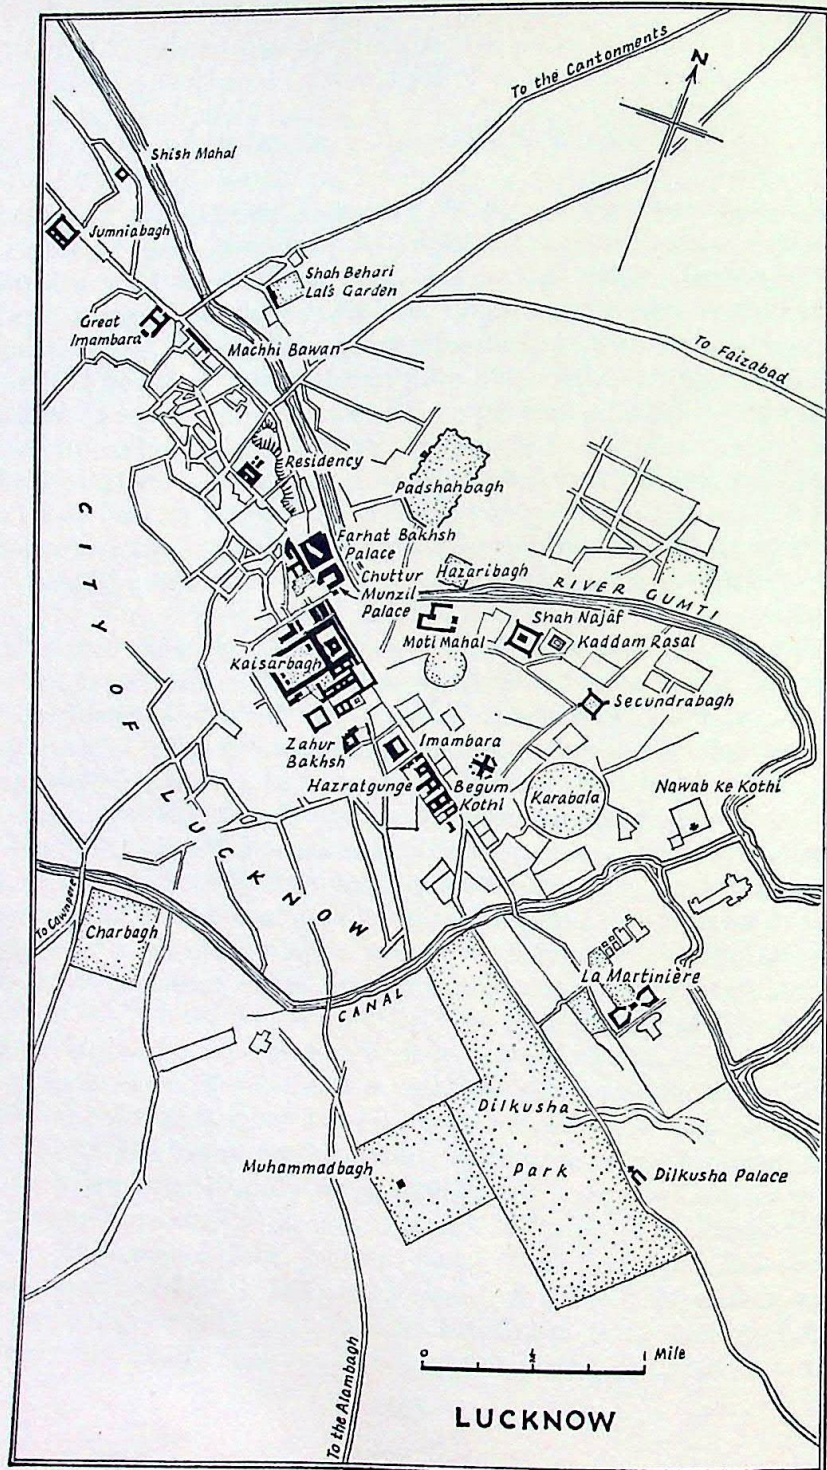 To the Cantonments
N
Shish Mahal
Jumniabagh
Shah Behari
Lal's Garden
Great
Imambara
Machhi Bawan
To Faizabad
Residency
Padshahbagh
CITY OF LUCKNOW
Farhat Bakhsh
Palace
Chuttur
Munzil
Palace
Hazaribagh
RIVER GUMTI
Shah Najaf
Moti Mahal
Kaddam Rasal
Kaisarbagh
Secundrabagh
Zahur
Bakhsh
Imambara
Hazratgunge
Begum
Kothi
Karabala
Nawab ke Kothi
To Cawnpore
Charbagh
La Martinière
CANAL
Dilkusha
Park
Muhammadbagh
Dilkusha Palace
To the Alambagh
0 ½ 1 Mile
LUCKNOW